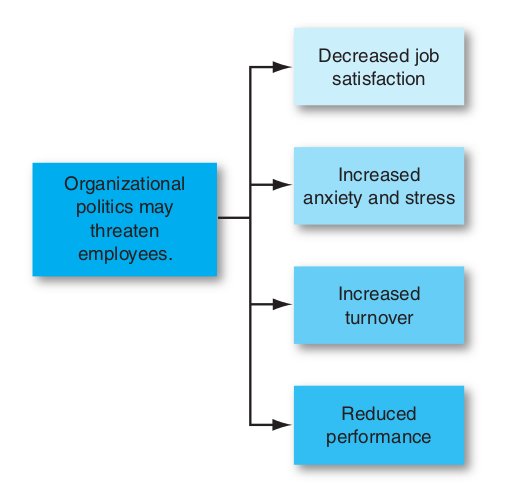 Decreased job
satisfaction
Organizational
politics may
threaten
employees.
Increased
anxiety and stress
Increased
turnover
Reduced
performance